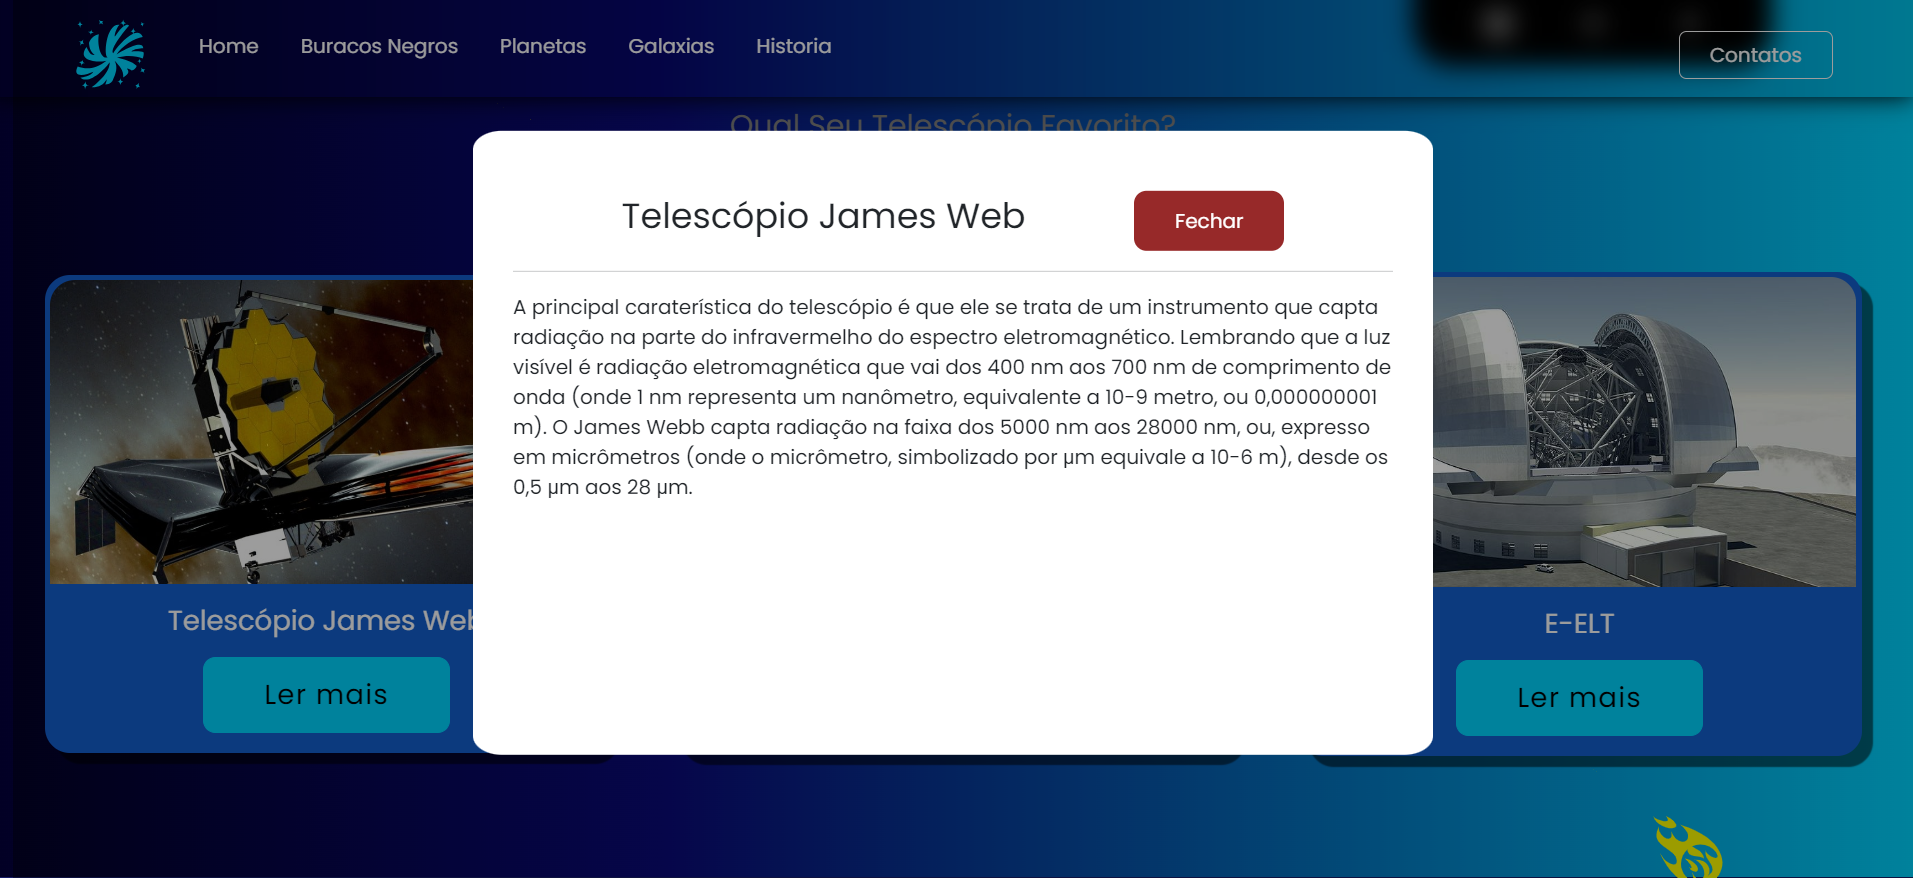 Home Buracos Negros Planetas Galaxias Historia Contatos
Qual Seu Telescópio Favorito?
Telescópio James Web
Fechar
A principal caraterística do telescópio é que ele se trata de um instrumento que capta
radiação na parte do infravermelho do espectro eletromagnético. Lembrando que a luz
visível é radiação eletromagnética que vai dos 400 nm aos 700 nm de comprimento de
onda (onde 1 nm representa um nanômetro, equivalente a 10-9 metro, ou 0,000000001
m). O James Webb capta radiação na faixa dos 5000 nm aos 28000 nm, ou, expresso
em micrômetros (onde o micrômetro, simbolizado por μm equivale a 10-6 m), desde os
0,5 μm aos 28 μm.
Telescópio James Web
Ler mais
E-ELT
Ler mais